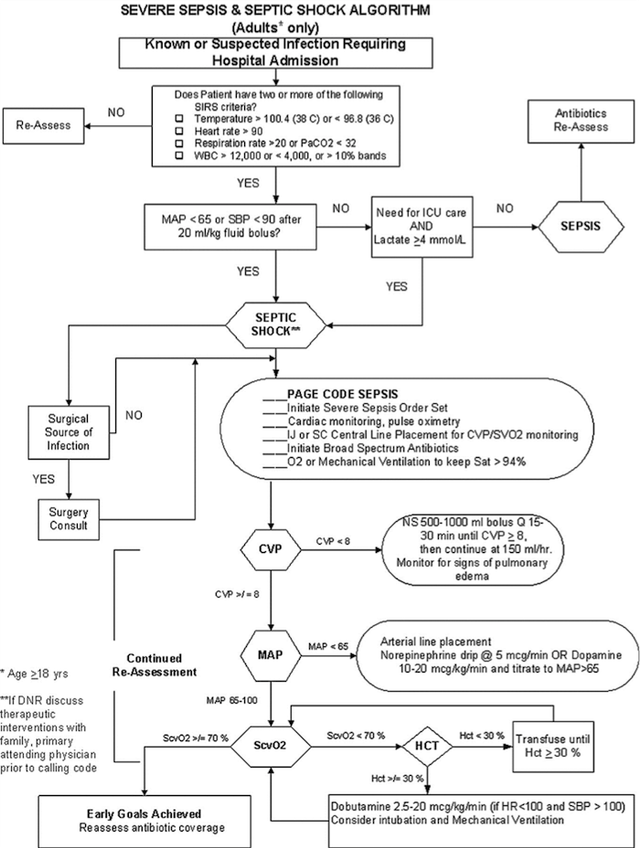 SEVERE SEPSIS & SEPTIC SHOCK ALGORITHM
(Adults* only)
Known or Suspected Infection Requiring
Hospital Admission
Does Patient have two or more of the following
SIRS criteria?
Temperature > 100.4 (38 C) or < 96.8 (36 C)
Heart rate > 90
Respiration rate >20 or PaCO2 < 32
WBC > 12,000 or < 4,000, or > 10% bands
NO
Re-Assess
Antibiotics
Re-Assess
YES
MAP < 65 or SBP < 90 after
20 ml/kg fluid bolus?
NO
Need for ICU care
AND
Lactate ≥4 mmol/L
NO
SEPSIS
YES
YES
SEPTIC
SHOCK**
Surgical
Source of
Infection
NO
YES
Surgery
Consult
____PAGE CODE SEPSIS
____Initiate Severe Sepsis Order Set
____Cardiac monitoring, pulse oximetry
____IJ or SC Central Line Placement for CVP/SVO2 monitoring
____Initiate Broad Spectrum Antibiotics
____O2 or Mechanical Ventilation to keep Sat > 94%
CVP
CVP < 8
NS 500-1000 ml bolus Q 15-
30 min until CVP ≥ 8,
then continue at 150 ml/hr.
Monitor for signs of pulmonary
edema
CVP >/= 8
Continued
Re-Assessment
MAP
MAP < 65
Arterial line placement
Norepinephrine drip @ 5 mcg/min OR Dopamine
10-20 mcg/kg/min and titrate to MAP>65
* Age ≥18 yrs
**If DNR discuss
therapeutic
interventions with
family, primary
attending physician
prior to calling code
MAP 65-100
ScvO2 >/= 70 %
ScvO2
ScvO2 < 70%
HCT
Hct < 30 %
Transfuse until
Hct ≥ 30 %
Hct >/= 30 %
Early Goals Achieved
Reassess antibiotic coverage
Dobutamine 2.5-20 mcg/kg/min (if HR<100 and SBP > 100)
Consider intubation and Mechanical Ventilation